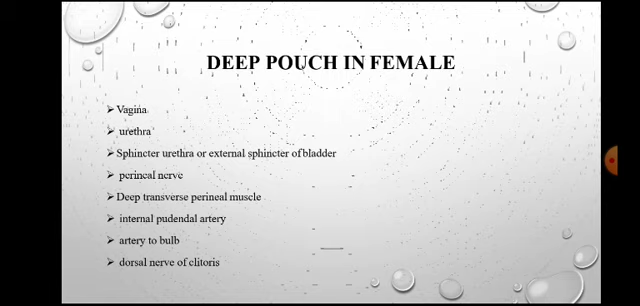 DEEP POUCH IN FEMALE
➢ Vagina
➢ urethra
➢ Sphincter urethra or external sphincter of bladder
➢ perineal nerve
➢ Deep transverse perineal muscle
➢ internal pudendal artery
➢ artery to bulb
➢ dorsal nerve of clitoris